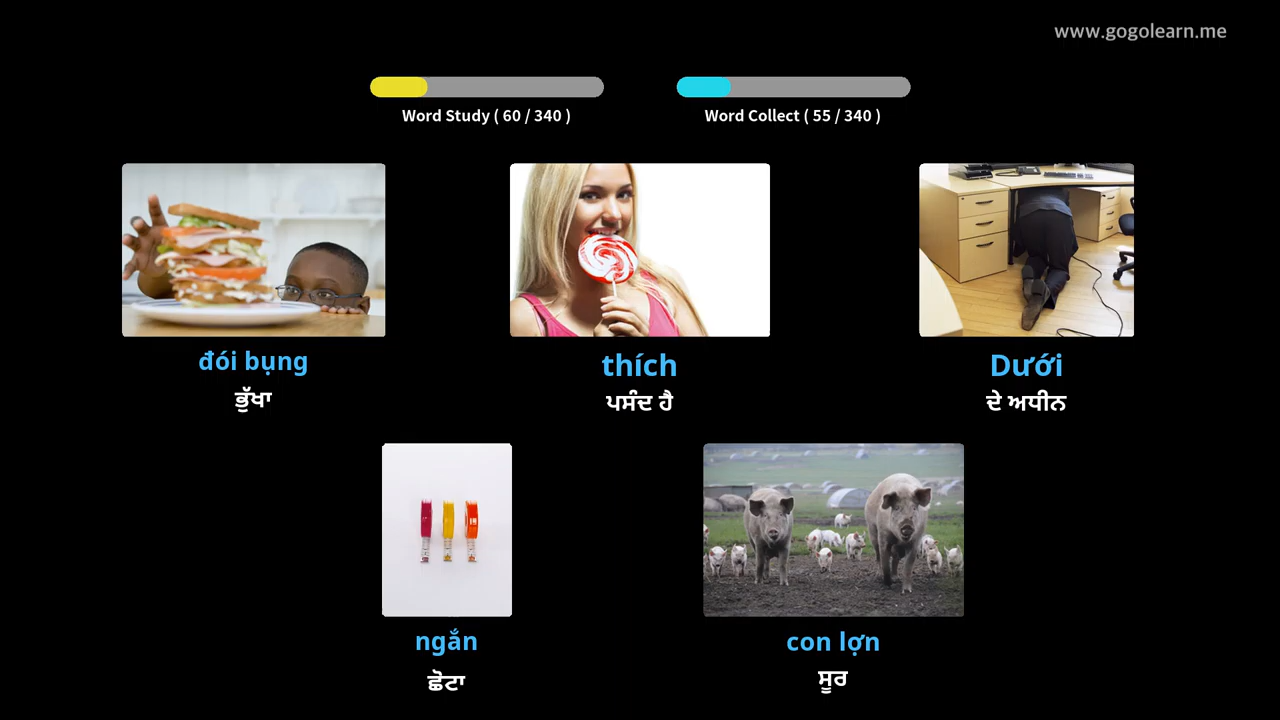 www.gogolearn.me
Word Study ( 60 / 340 )
Word Collect ( 55 / 340 )
đói bụng
ਭੁੱਖਾ
thích
ਪਸੰਦ ਹੈ
Dưới
ਦੇ ਅਧੀਨ
ngắn
ਛੋਟਾ
con lợn
ਸੂਰ